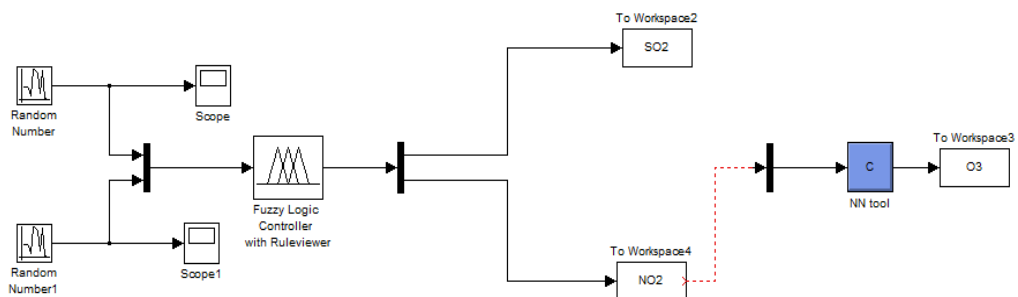 To Workspace2
SO2
Random
Number
Scope
Fuzzy Logic
Controller
with Ruleviewer
To Workspace3
C
O3
NN tool
Random
Number1
Scope1
To Workspace4
NO2